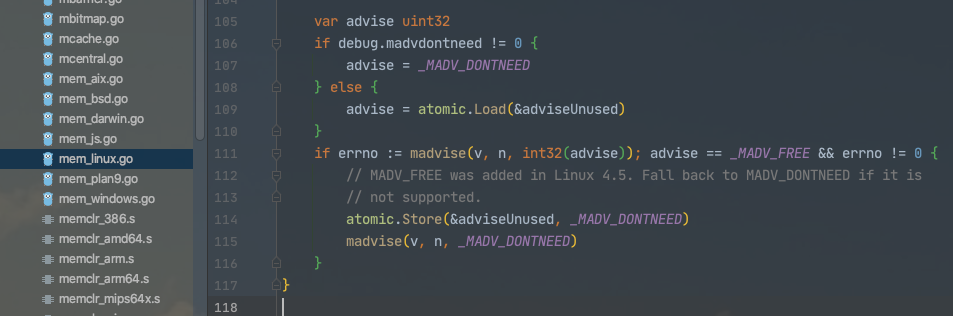 mbarrier.go
mbitmap.go
mcache.go
mcentral.go
mem_aix.go
mem_bsd.go
mem_darwin.go
mem_js.go
mem_linux.go
mem_plan9.go
mem_windows.go
memclr_386.s
memclr_amd64.s
memclr_arm.s
memclr_arm64.s
memclr_mips64x.s
104
105 var advise uint32
106 if debug.madvdontneed != 0 {
107 advise = _MADV_DONTNEED
108 } else {
109 advise = atomic.Load(&adviseUnused)
110 }
111 if errno := madvise(v, n, int32(advise)); advise == _MADV_FREE && errno != 0 {
112 // MADV_FREE was added in Linux 4.5. Fall back to MADV_DONTNEED if it is
113 // not supported.
114 atomic.Store(&adviseUnused, _MADV_DONTNEED)
115 madvise(v, n, _MADV_DONTNEED)
116 }
117 }
118